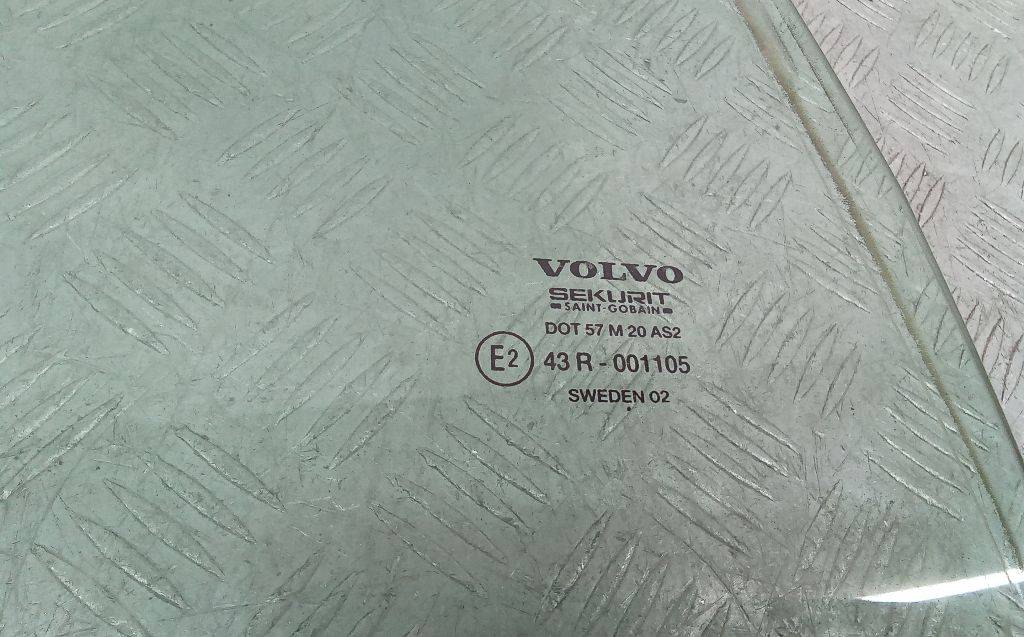 VOLVO
SEKURIT
SAINT-GOBAIN
DOT 57 M 20 AS2
E2 43 R - 001105
SWEDEN 02